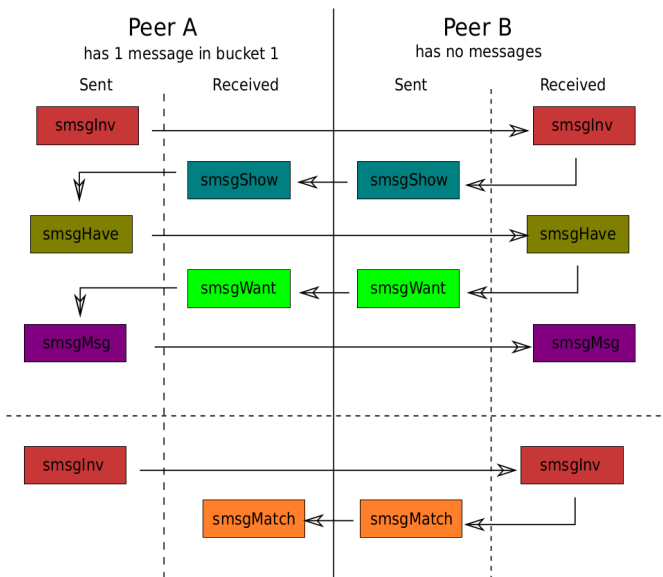 Peer A
Peer B
has 1 message in bucket 1
has no messages
Sent
Received
Sent
Received
smsgInv
smsgInv
smsgShow
smsgShow
smsgHave
smsgHave
smsgWant
smsgWant
smsgMsg
smsgMsg
smsgInv
smsgInv
smsgMatch
smsgMatch